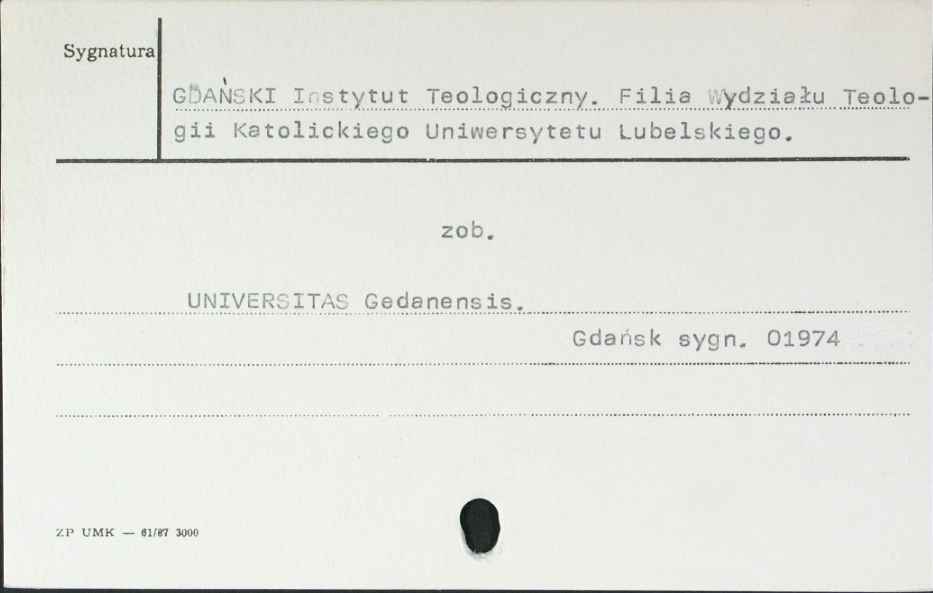 Sygnatura
GDAŃSKI Instytut Teologiczny. Filia Wydziału Teolo-
gii Katolickiego Uniwersytetu Lubelskiego.
zob.
UNIVERSITAS Gedanensis.
Gdańsk sygn. O1974
ZP UMK — 61/87 3000